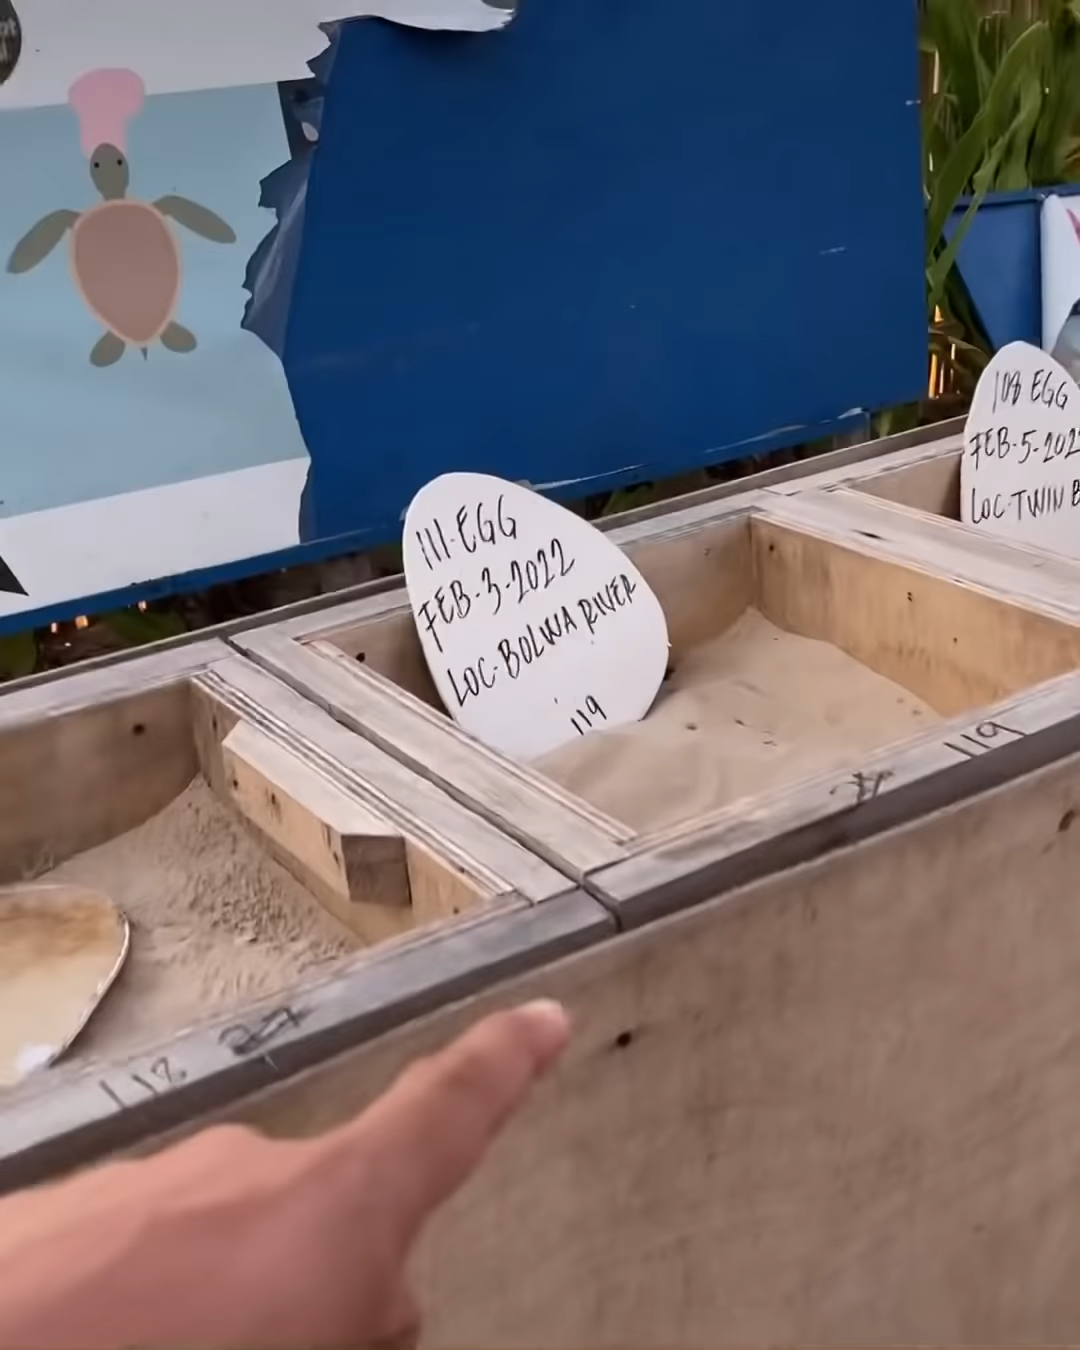 111-EGG
FEB-3-2022
LOC-BOLWA RIVER
119
108 EGG
FEB-5-202
LOC-TWIN B
119
118